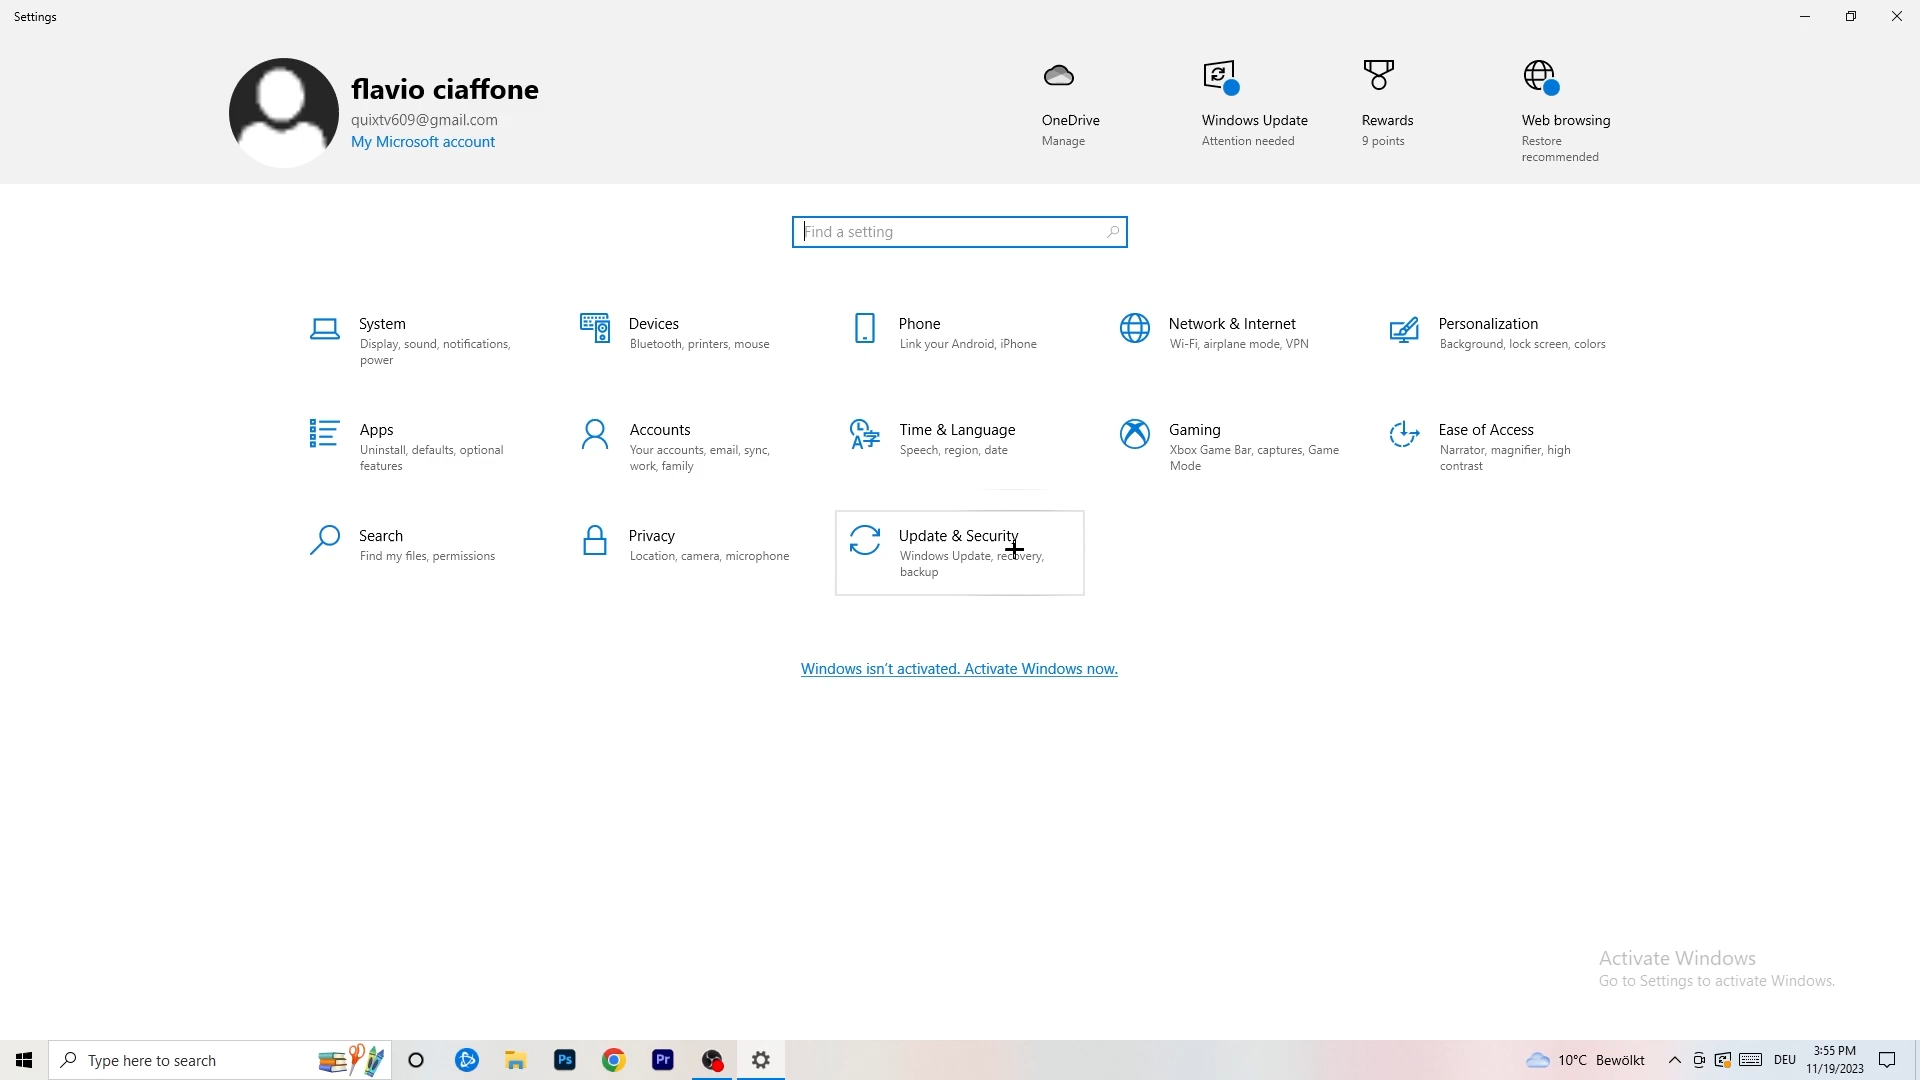 Settings
flavio ciaffone
quixtv609@gmail.com
My Microsoft account
OneDrive
Manage
Windows Update
Attention needed
Rewards
9 points
Web browsing
Restore
recommended
Find a setting
System
Display, sound, notifications,
power
Devices
Bluetooth, printers, mouse
Phone
Link your Android, iPhone
Network & Internet
Wi-Fi, airplane mode, VPN
Personalization
Background, lock screen, colors
Apps
Uninstall, defaults, optional
features
Accounts
Your accounts, email, sync,
work, family
Time & Language
Speech, region, date
Gaming
Xbox Game Bar, captures, Game
Mode
Ease of Access
Narrator, magnifier, high
contrast
Search
Find my files, permissions
Privacy
Location, camera, microphone
Update & Security
Windows Update, recovery,
backup
Windows isn't activated. Activate Windows now.
Activate Windows
Go to Settings to activate Windows.
Type here to search
Ps
Pr
10°C Bewölkt
DEU
3:55 PM
11/19/2023